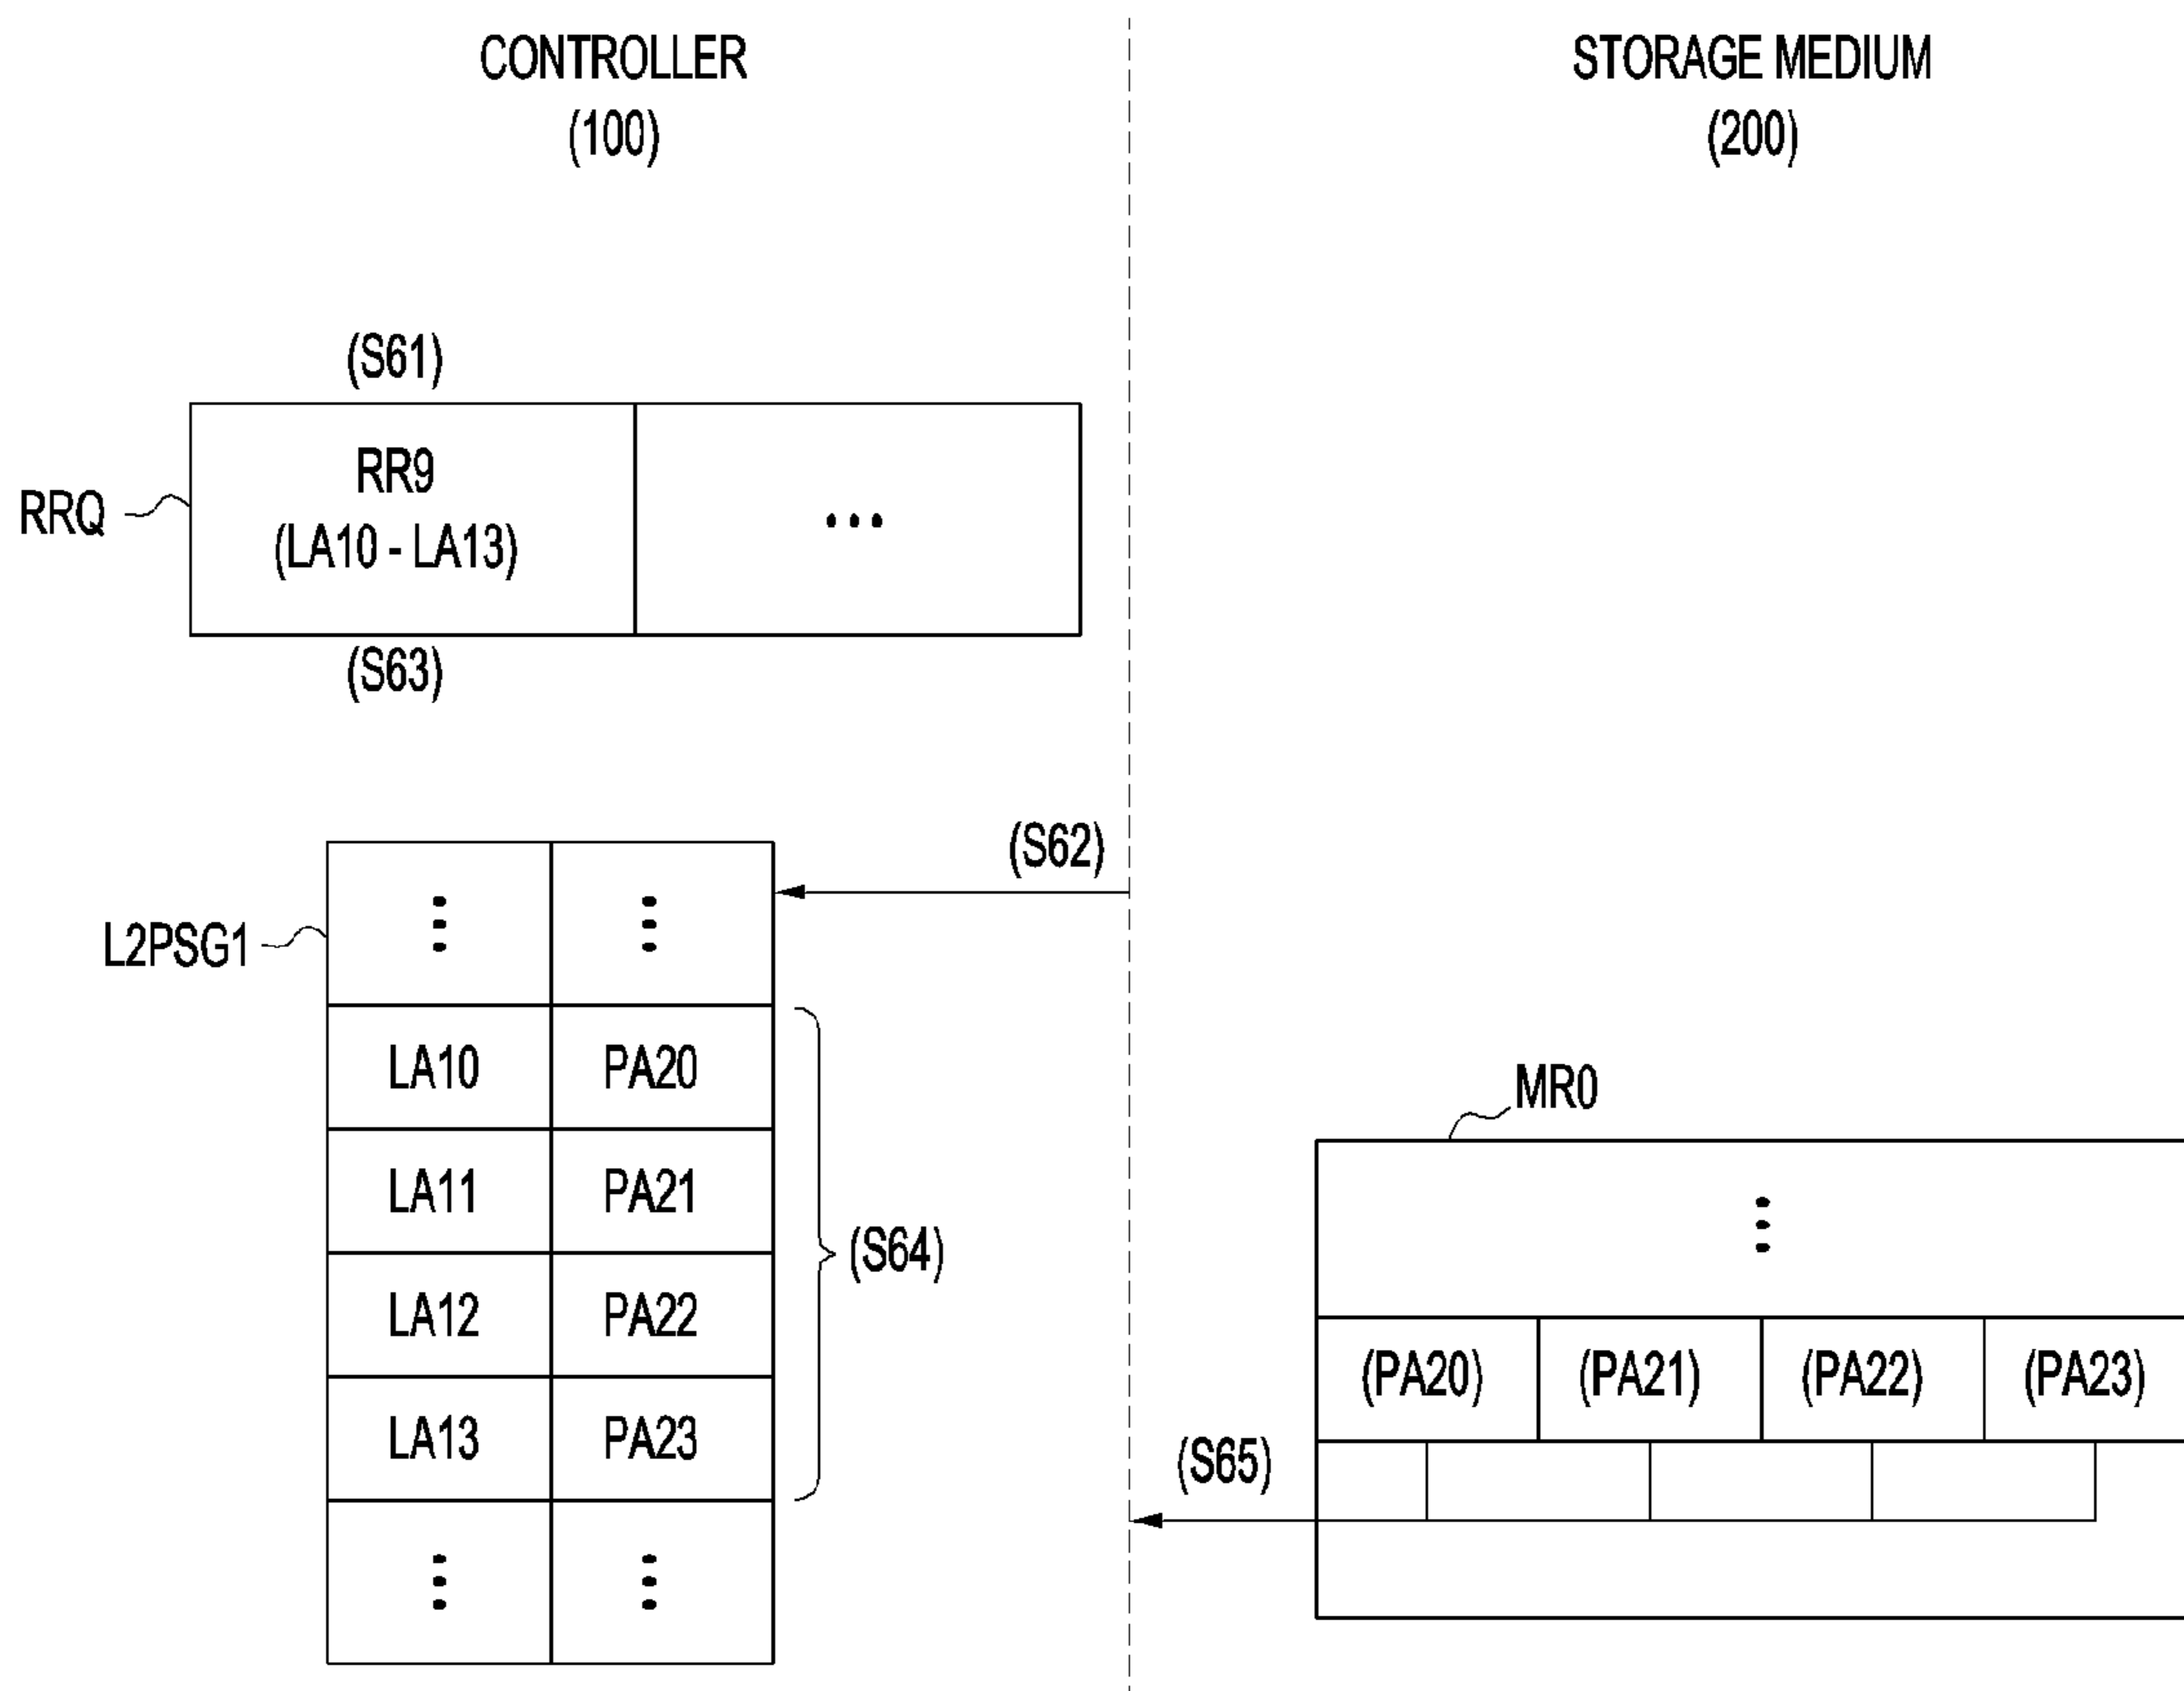 CONTROLLER
(100)
STORAGE MEDIUM
(200)
(S61)
RRQ
RR9
(LA10 - LA13)
(S63)
(S62)
L2PSG1
LA10 PA20
LA11 PA21
LA12 PA22
LA13 PA23
(S64)
MR0
(PA20) (PA21) (PA22) (PA23)
(S65)